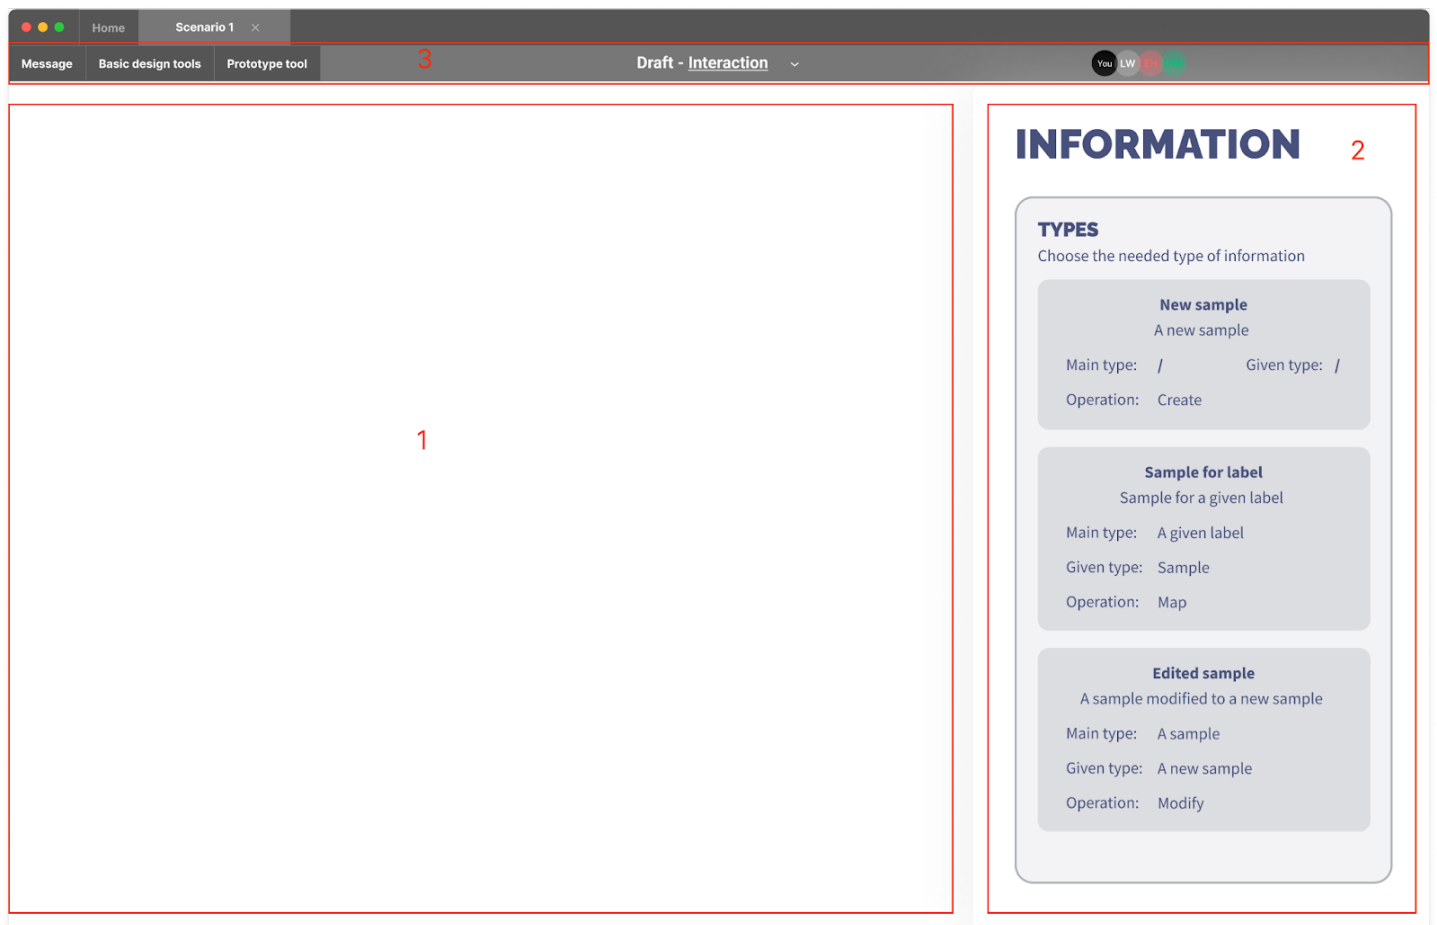 Home
Scenario 1
Message
Basic design tools
Prototype tool
3
Draft - Interaction
You
LW
1
INFORMATION
2
TYPES
Choose the needed type of information
New sample
A new sample
Main type: / Given type: /
Operation: Create
Sample for label
Sample for a given label
Main type: A given label
Given type: Sample
Operation: Map
Edited sample
A sample modified to a new sample
Main type: A sample
Given type: A new sample
Operation: Modify